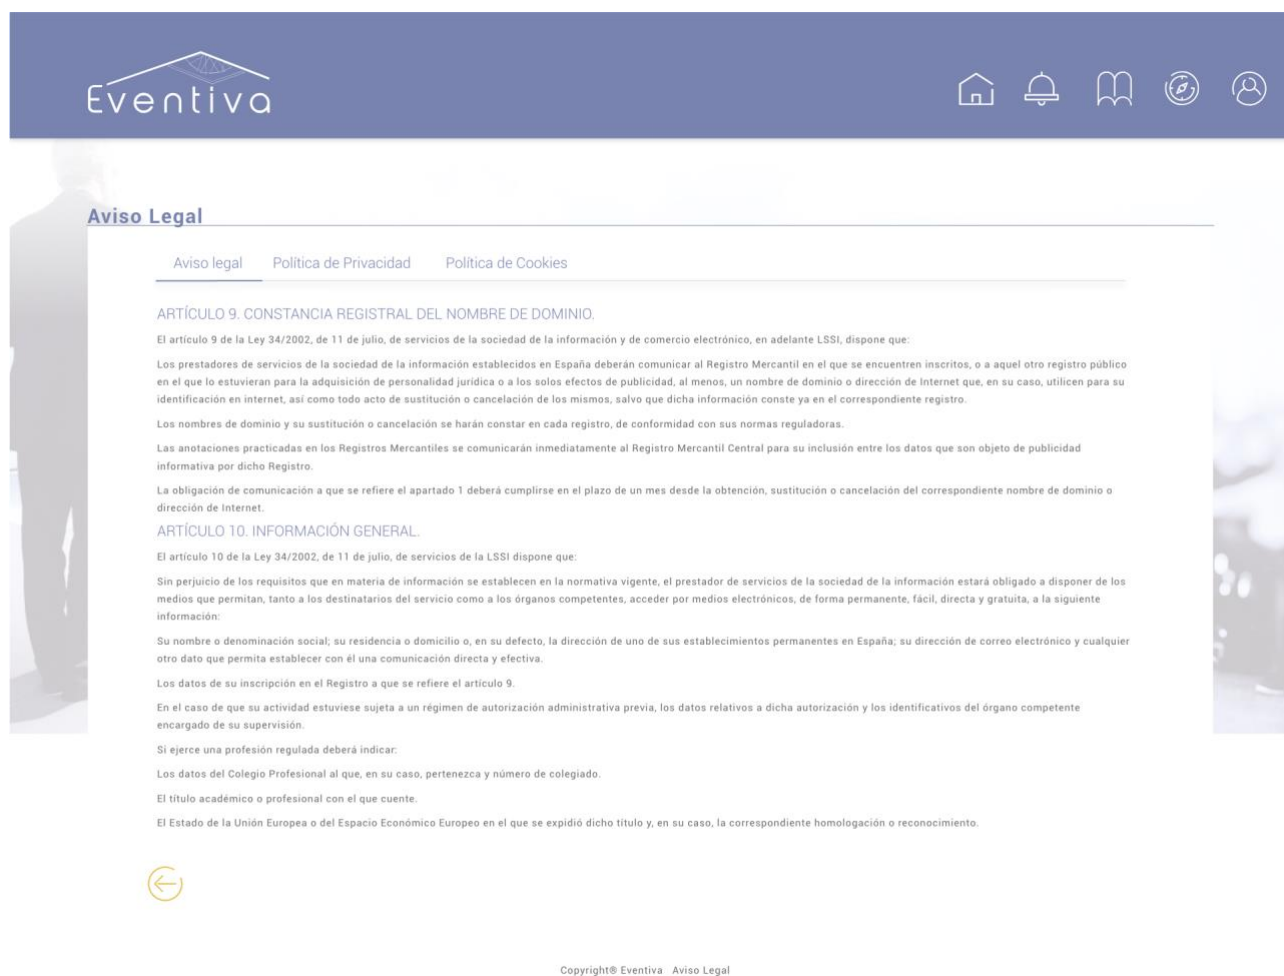 Eventiva
Aviso Legal
Aviso legal Política de Privacidad Política de Cookies
ARTÍCULO 9. CONSTANCIA REGISTRAL DEL NOMBRE DE DOMINIO.
El artículo 9 de la Ley 34/2002, de 11 de julio, de servicios de la sociedad de la información y de comercio electrónico, en adelante LSSI, dispone que:
Los prestadores de servicios de la sociedad de la información establecidos en España deberán comunicar al Registro Mercantil en el que se encuentren inscritos, o a aquel otro registro público
en el que lo estuvieran para la adquisición de personalidad jurídica o a los solos efectos de publicidad, al menos, un nombre de dominio o dirección de Internet que, en su caso, utilicen para su
identificación en internet, así como todo acto de sustitución o cancelación de los mismos, salvo que dicha información conste ya en el correspondiente registro.
Los nombres de dominio y su sustitución o cancelación se harán constar en cada registro, de conformidad con sus normas reguladoras.
Las anotaciones practicadas en los Registros Mercantiles se comunicarán inmediatamente al Registro Mercantil Central para su inclusión entre los datos que son objeto de publicidad
informativa por dicho Registro.
La obligación de comunicación a que se refiere el apartado 1 deberá cumplirse en el plazo de un mes desde la obtención, sustitución o cancelación del correspondiente nombre de dominio o
dirección de Internet.
ARTÍCULO 10. INFORMACIÓN GENERAL.
El artículo 10 de la Ley 34/2002, de 11 de julio, de servicios de la LSSI dispone que:
Sin perjuicio de los requisitos que en materia de información se establecen en la normativa vigente, el prestador de servicios de la sociedad de la información estará obligado a disponer de los
medios que permitan, tanto a los destinatarios del servicio como a los órganos competentes, acceder por medios electrónicos, de forma permanente, fácil, directa y gratuita, a la siguiente
información:
Su nombre o denominación social; su residencia o domicilio o, en su defecto, la dirección de uno de sus establecimientos permanentes en España; su dirección de correo electrónico y cualquier
otro dato que permita establecer con él una comunicación directa y efectiva.
Los datos de su inscripción en el Registro a que se refiere el artículo 9.
En el caso de que su actividad estuviese sujeta a un régimen de autorización administrativa previa, los datos relativos a dicha autorización y los identificativos del órgano competente
encargado de su supervisión.
Si ejerce una profesión regulada deberá indicar:
Los datos del Colegio Profesional al que, en su caso, pertenezca y número de colegiado.
El título académico o profesional con el que cuente.
El Estado de la Unión Europea o del Espacio Económico Europeo en el que se expidió dicho título y, en su caso, la correspondiente homologación o reconocimiento.
Copyright® Eventiva Aviso Legal